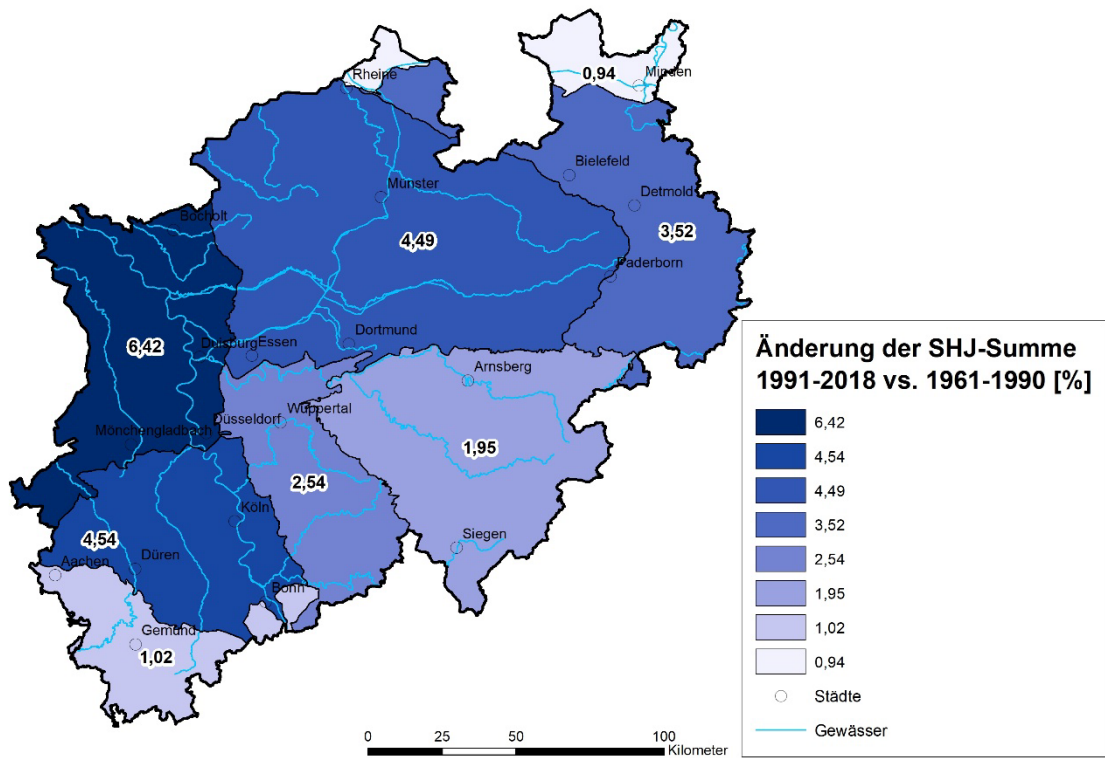 Rheine
0,94
Minden
Bielefeld
Münster
Detmold
Bocholt
4,49
3,52
Paderborn
6,42
Duisburg
Essen
Dortmund
Arnsberg
Düsseldorf
Wuppertal
Mönchengladbach
1,95
2,54
Köln
4,54
Siegen
Aachen
Düren
Bonn
Gemünd
1,02
Änderung der SHJ-Summe
1991-2018 vs. 1961-1990 [%]
6,42
4,54
4,49
3,52
2,54
1,95
1,02
0,94
Städte
Gewässer
0 25 50 100
Kilometer